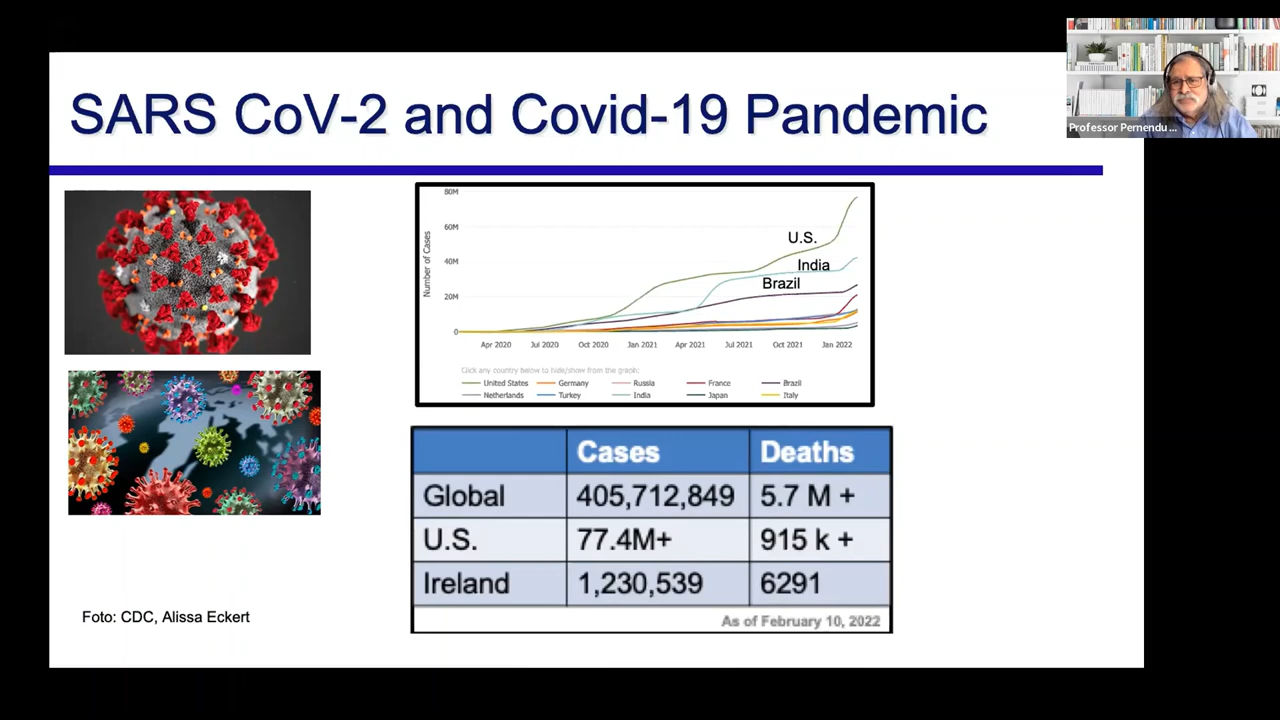 SARS CoV-2 and Covid-19 Pandemic
Professor Pernendu ...
80M
60M
40M
20M
0
Number of Cases
U.S.
India
Brazil
Apr 2020 Jul 2020 Oct 2020 Jan 2021 Apr 2021 Jul 2021 Oct 2021 Jan 2022
Click any country below to hide/show from the graph:
United States Germany Russia France Brazil
Netherlands Turkey India Japan Italy
Cases Deaths
Global 405,712,849 5.7 M +
U.S. 77.4M+ 915 k +
Ireland 1,230,539 6291
As of February 10, 2022
Foto: CDC, Alissa Eckert